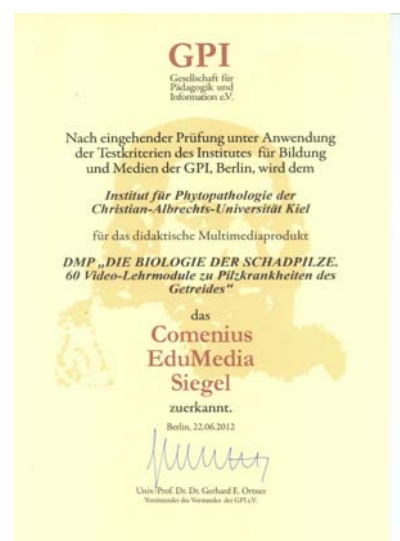 GPI
Gesellschaft für
Pädagogik und
Information e.V.
Nach eingehender Prüfung unter Anwendung
der Testkriterien des Institutes für Bildung
und Medien der GPI, Berlin, wird dem
Institut für Phytopathologie der
Christian-Albrechts-Universität Kiel
für das didaktische Multimediaprodukt
DMP „DIE BIOLOGIE DER SCHADPILZE.
60 Video-Lehrmodule zu Pilzkrankheiten des
Getreides“
das
Comenius
EduMedia
Siegel
zuerkannt.
Berlin, 22.06.2012
Univ.-Prof. Dr. Dr. Gerhard E. Ortner
Vorsitzender des Vorstandes der GPI e.V.